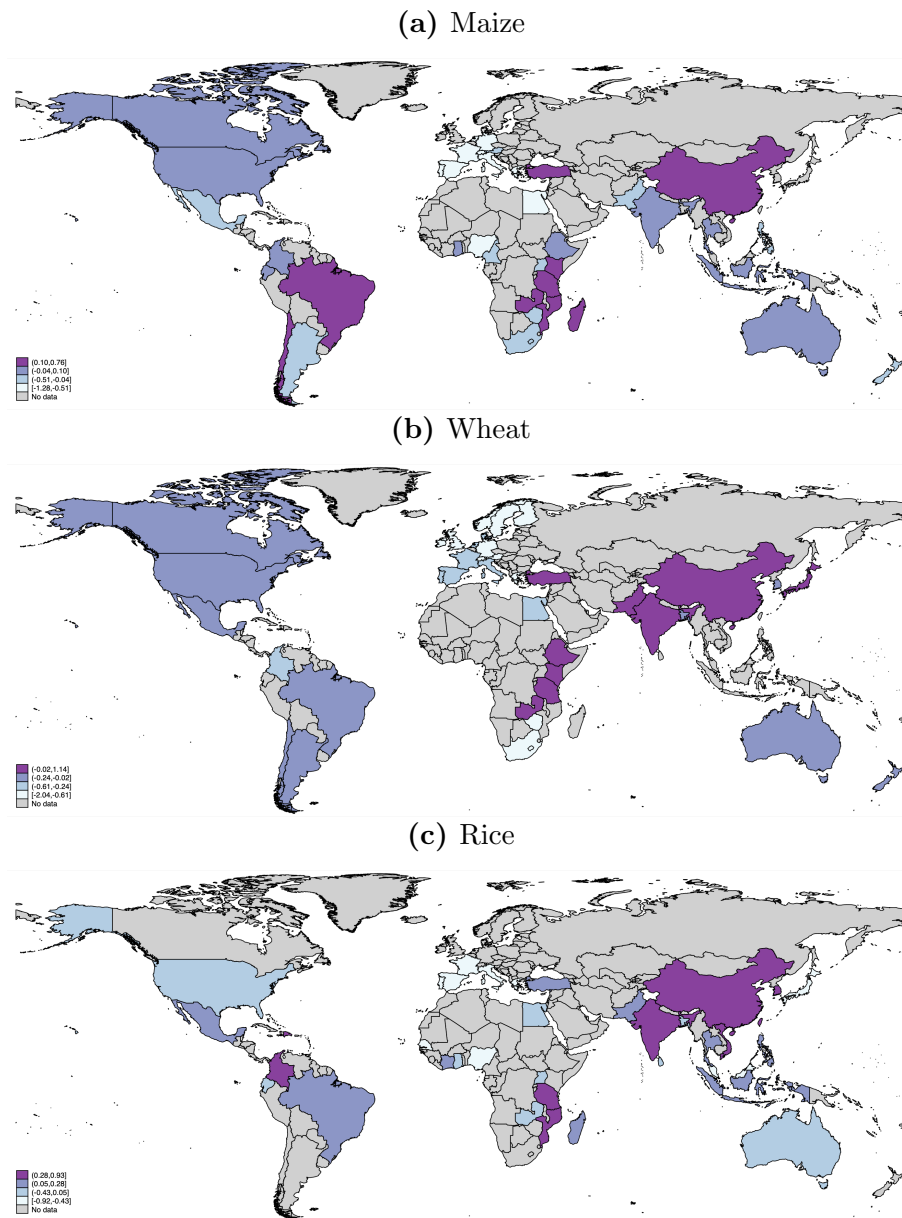 (a) Maize
(0.10,0.76]
(-0.04,0.10]
(-0.51,-0.04]
[-1.28,-0.51]
No data
(b) Wheat
(-0.02,1.14]
(-0.24,-0.02]
(-0.61,-0.24]
[-2.04,-0.61]
No data
(c) Rice
(0.28,0.93]
(0.05,0.28]
(-0.43,0.05]
[-0.92,-0.43]
No data